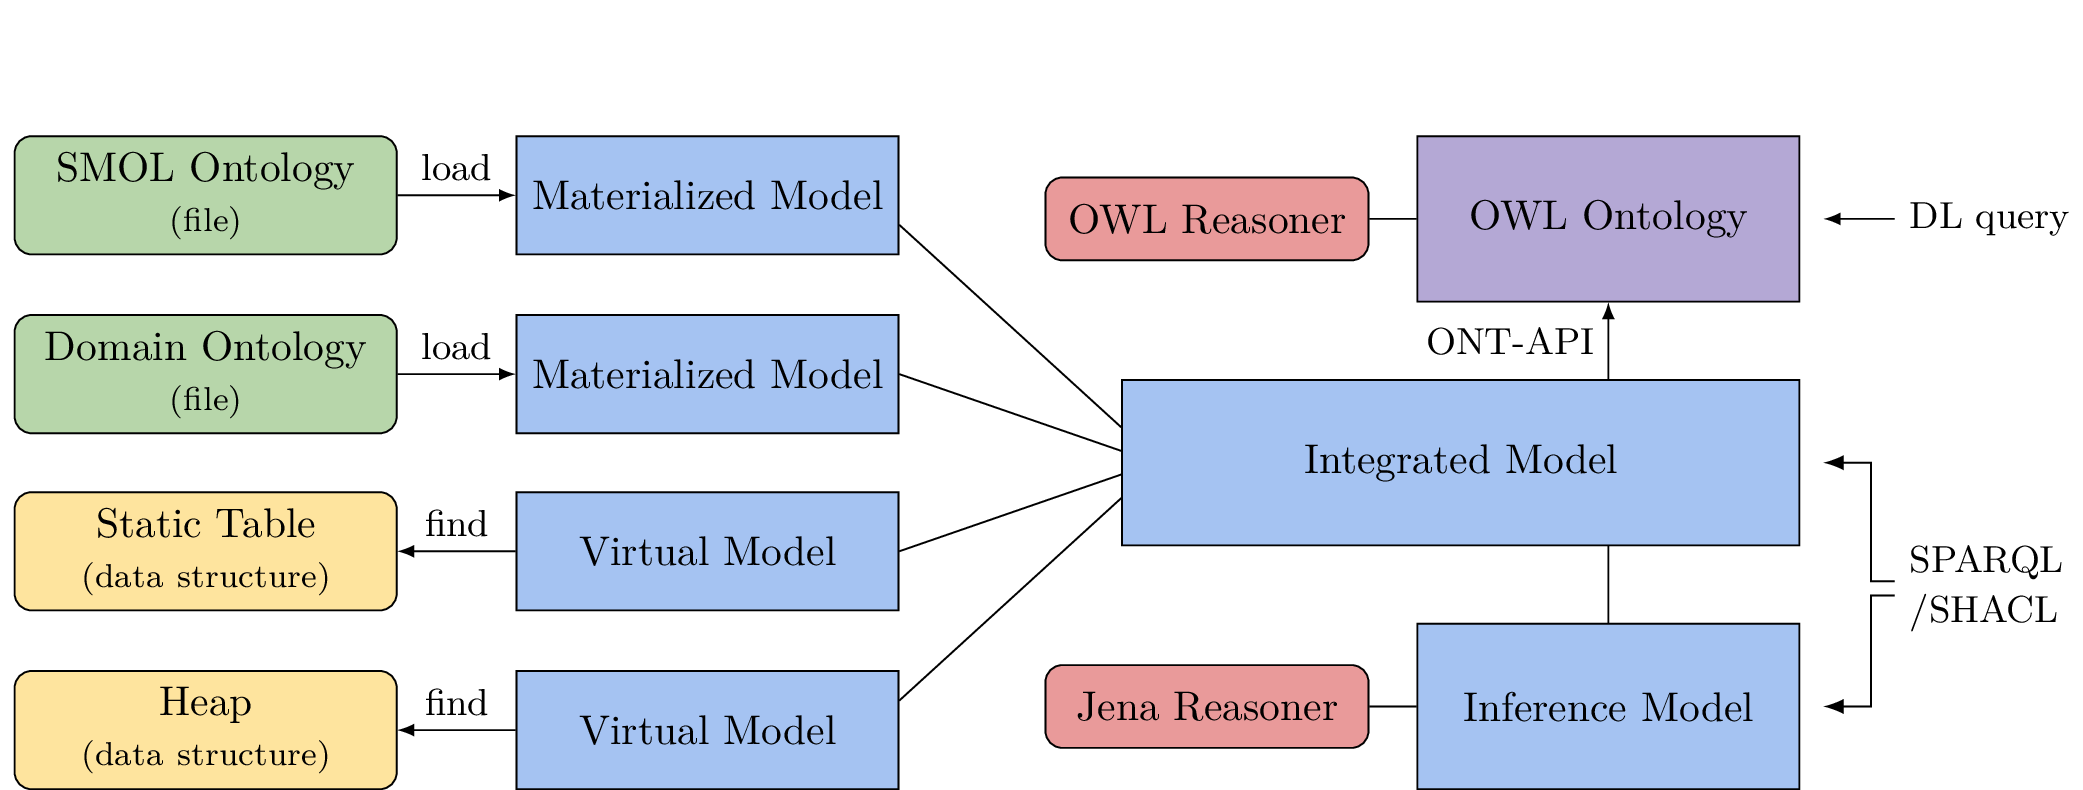 SMOL Ontology
(file)
load
Materialized Model
Domain Ontology
(file)
load
Materialized Model
Static Table
(data structure)
find
Virtual Model
Heap
(data structure)
find
Virtual Model
OWL Reasoner
OWL Ontology
DL query
ONT-API
Integrated Model
SPARQL
/SHACL
Jena Reasoner
Inference Model